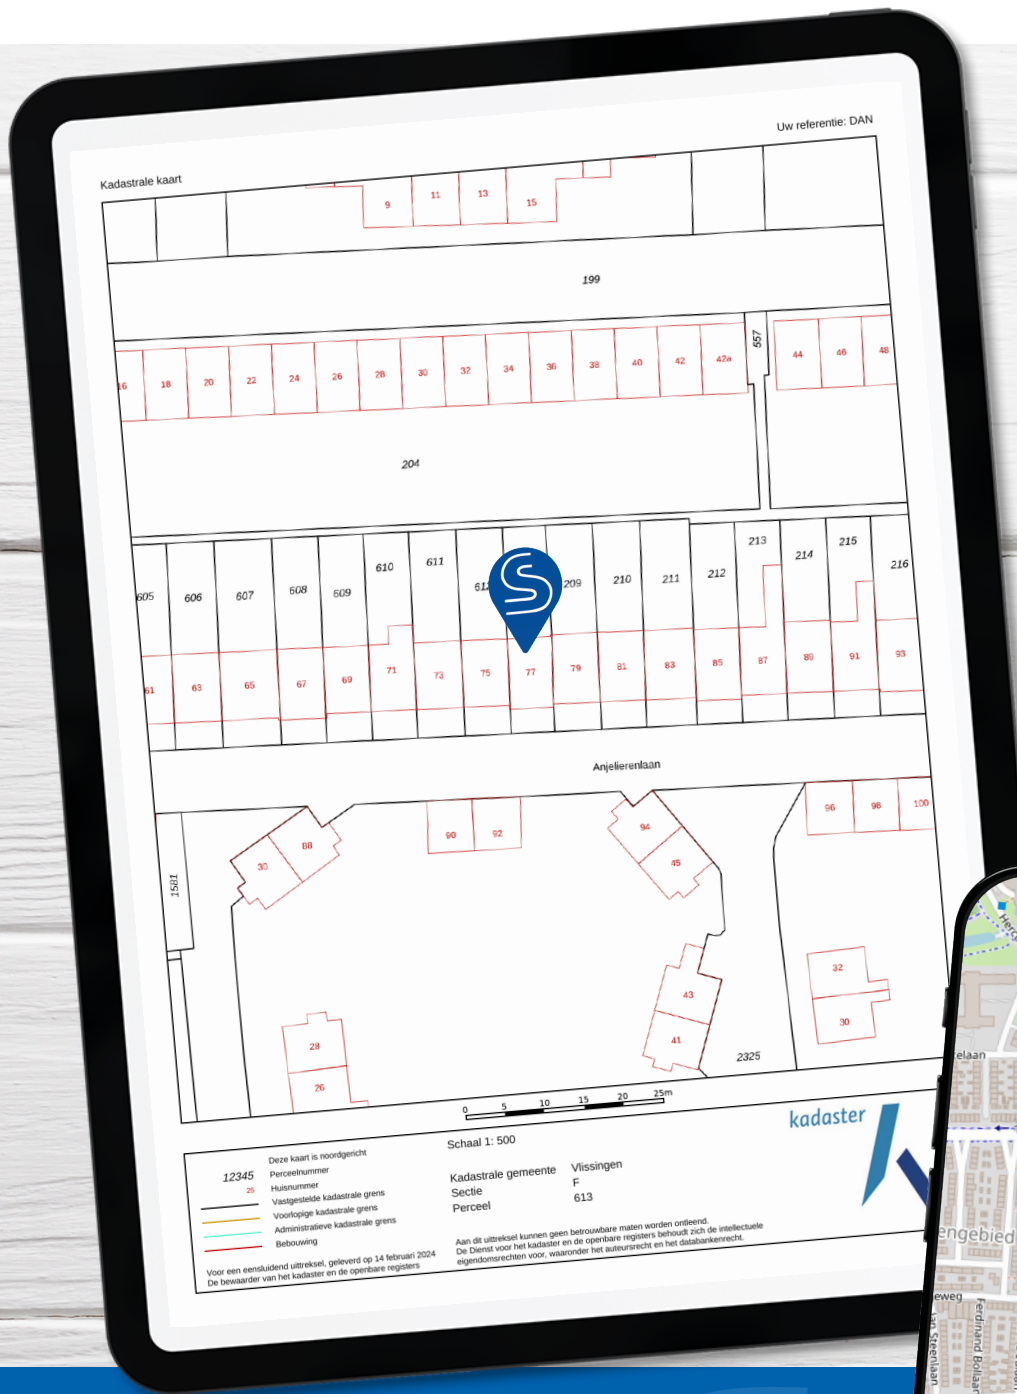 Uw referentie: DAN
Kadastrale kaart
9 11 13 15
199
557
16 18 20 22 24 26 28 30 32 34 36 38 40 42 42a 44 46 48
204
605 606 607 608 609 610 611 612 209 210 211 212 213 214 215 216
61 63 65 67 69 71 73 75 77 79 81 83 85 87 89 91 93
Anjelierenlaan
30 88 90 92 94 45 96 98 100
1581
43 41 32 30
28 26
2325
0 5 10 15 20 25m
Schaal 1: 500
kadaster
12345
25
Deze kaart is noordgericht
Perceelnummer
Huisnummer
Vastgestelde kadastrale grens
Voorlopige kadastrale grens
Administratieve kadastrale grens
Bebouwing
Kadastrale gemeente Vlissingen
Sectie F
Perceel 613
Voor een eensluidend uittreksel, geleverd op 14 februari 2024
De bewaarder van het kadaster en de openbare registers
Aan dit uittreksel kunnen geen betrouwbare maten worden ontleend.
De Dienst voor het kadaster en de openbare registers behoudt zich de intellectuele
eigendomsrechten voor, waaronder het auteursrecht en het databankenrecht.
elaan
engebied
eweg
Jan Steenlaan
Ferdinand Bollaan